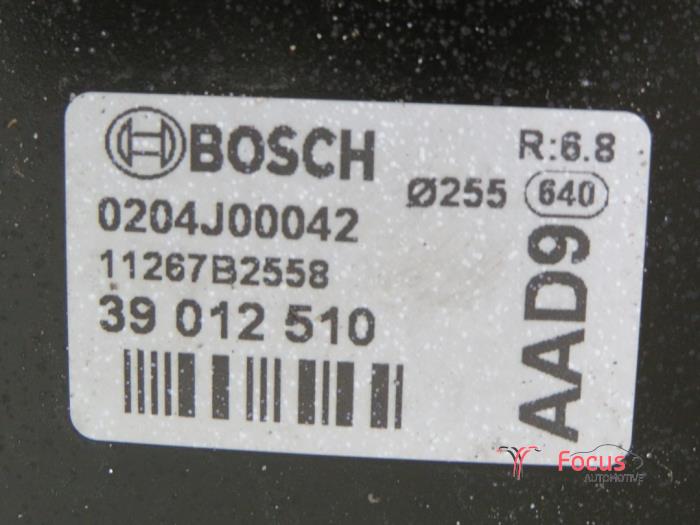 BOSCH
R:6.8
Ø255 640
0204J00042
11267B2558
39 012 510
AAD9
Focus
AUTOMOTIVE